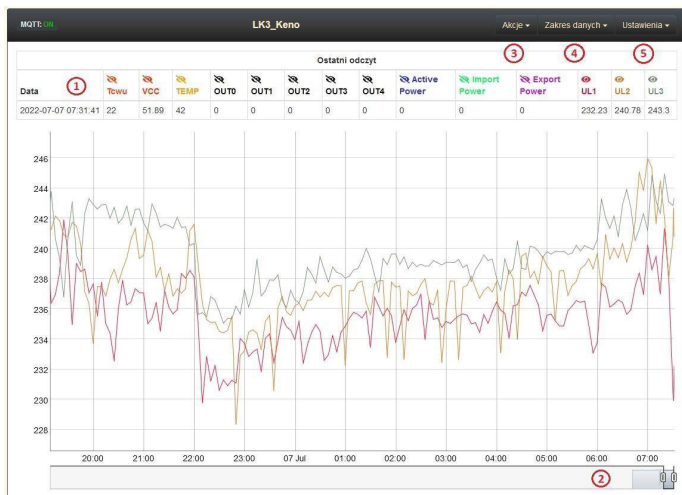 MQTT: ON LK3_Keno Akcje Zakres danych Ustawienia
3 4 5
Ostatni odczyt
Data 1 Tcwu VCC TEMP OUT0 OUT1 OUT2 OUT3 OUT4 Active Power Import Power Export Power UL1 UL2 UL3
2022-07-07 07:31:41 22 51.89 42 0 0 0 0 0 0 0 0 232.23 240.78 243.3
246
244
242
240
238
236
234
232
230
228
20:00 21:00 22:00 23:00 07 Jul 01:00 02:00 03:00 04:00 05:00 06:00 07:00
2